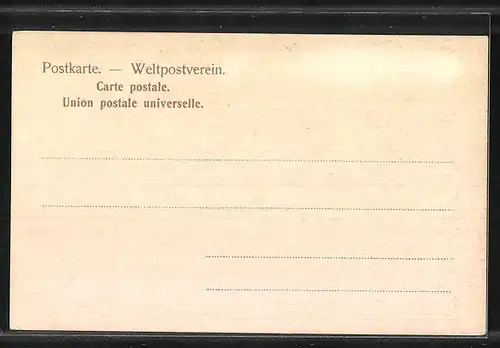 Postkarte. — Weltpostverein.
Carte postale.
Union postale universelle.